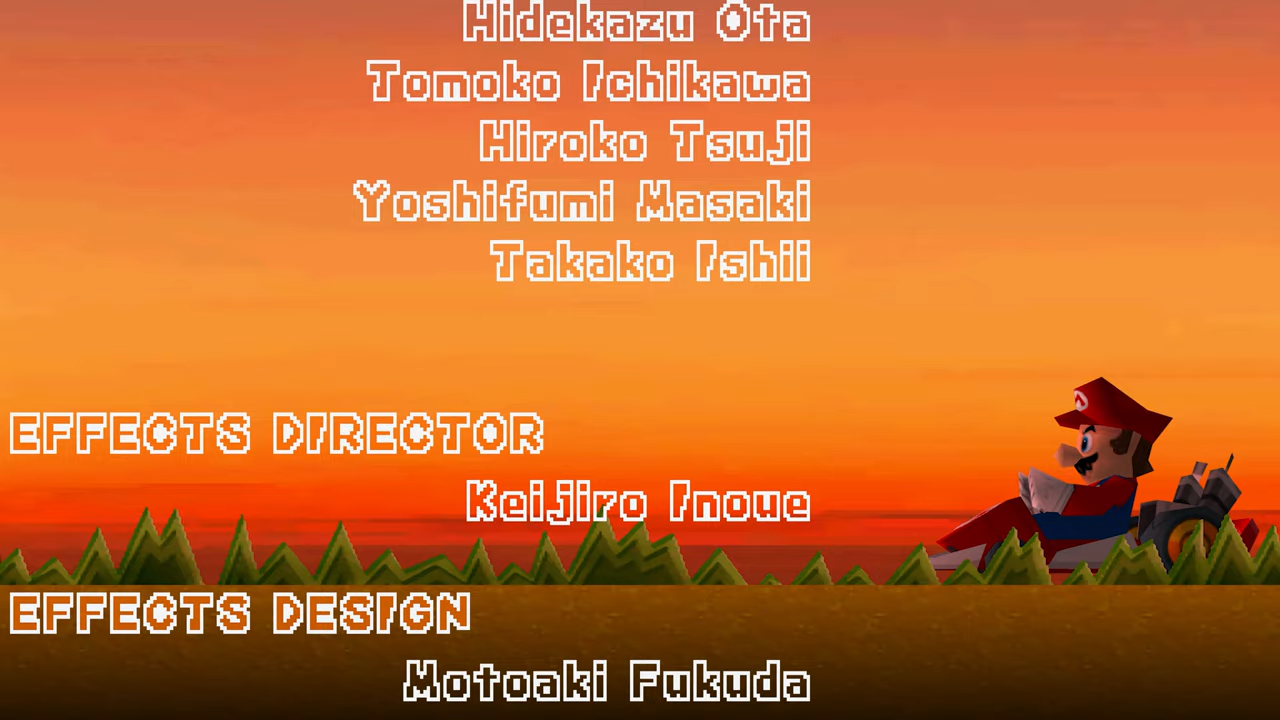 Hidekazu Ota
Tomoko Ichikawa
Hiroko Tsuji
Yoshifumi Masaki
Takako Ishii
EFFECTS DIRECTOR
Keijiro Inoue
EFFECTS DESIGN
Motoaki Fukuda